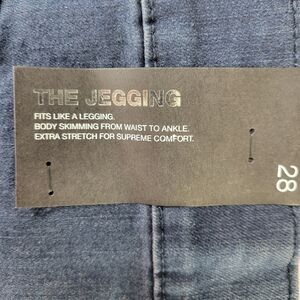 THE JEGGING
FITS LIKE A LEGGING.
BODY SKIMMING FROM WAIST TO ANKLE.
EXTRA STRETCH FOR SUPREME COMFORT.
28